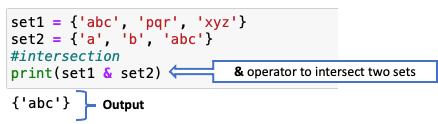 set1 = {'abc', 'pqr', 'xyz'}
set2 = {'a', 'b', 'abc'}
#intersection
print(set1 & set2)
& operator to intersect two sets
{'abc'}
Output